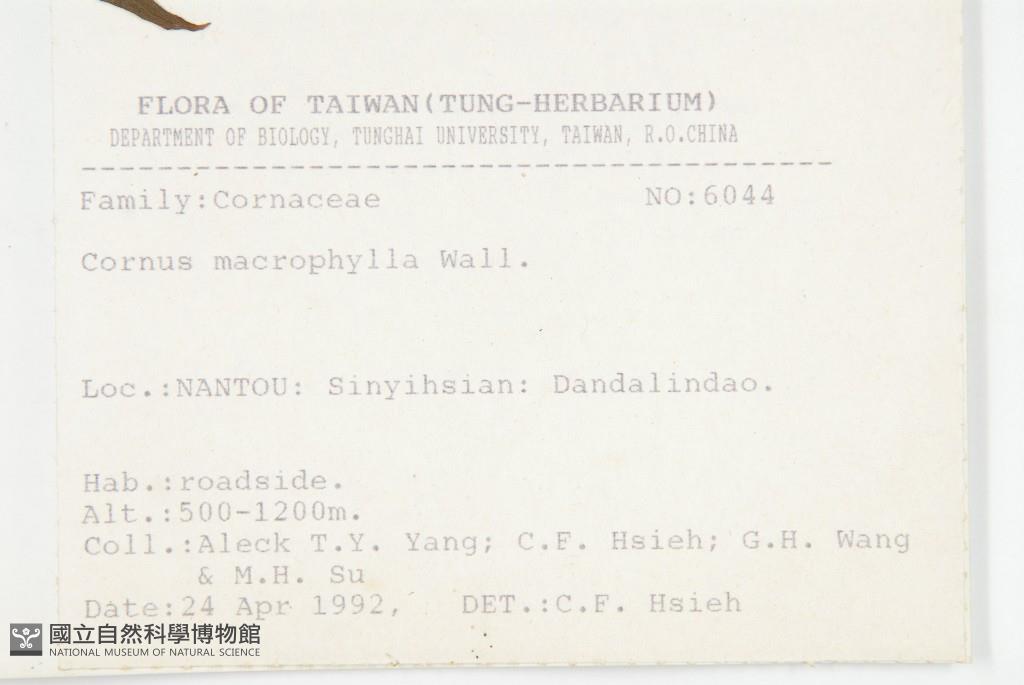 FLORA OF TAIWAN(TUNG-HERBARIUM)
DEPARTMENT OF BIOLOGY, TUNGHAI UNIVERSITY, TAIWAN, R.O.CHINA
Family:Cornaceae NO:6044
Cornus macrophylla Wall.
Loc.:NANTOU: Sinyihsian: Dandalindao.
Hab.:roadside.
Alt.:500-1200m.
Coll.:Aleck T.Y. Yang; C.F. Hsieh; G.H. Wang
& M.H. Su
Date:24 Apr 1992, DET.:C.F. Hsieh
國立自然科學博物館
NATIONAL MUSEUM OF NATURAL SCIENCE